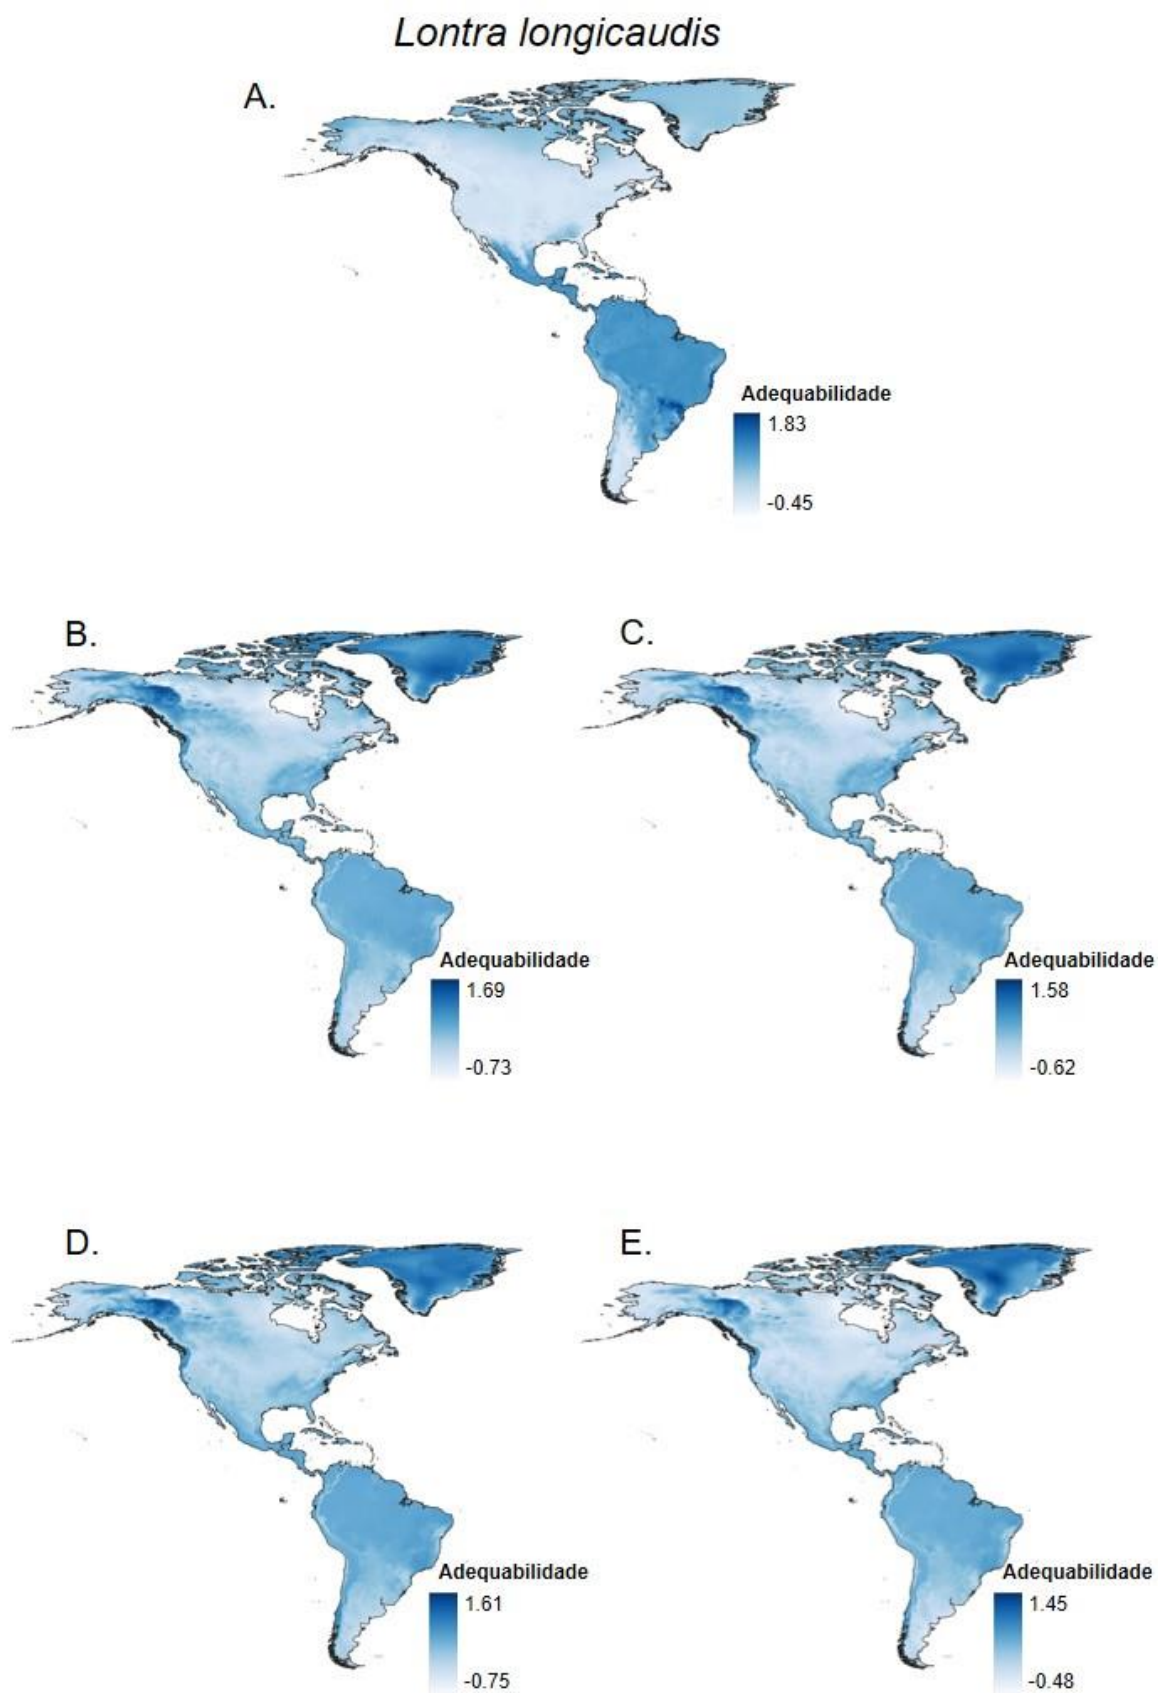 Lontra longicaudis
A.
Adequabilidade
1.83
-0.45
B.
C.
Adequabilidade
1.69
-0.73
Adequabilidade
1.58
-0.62
D.
E.
Adequabilidade
1.61
-0.75
Adequabilidade
1.45
-0.48